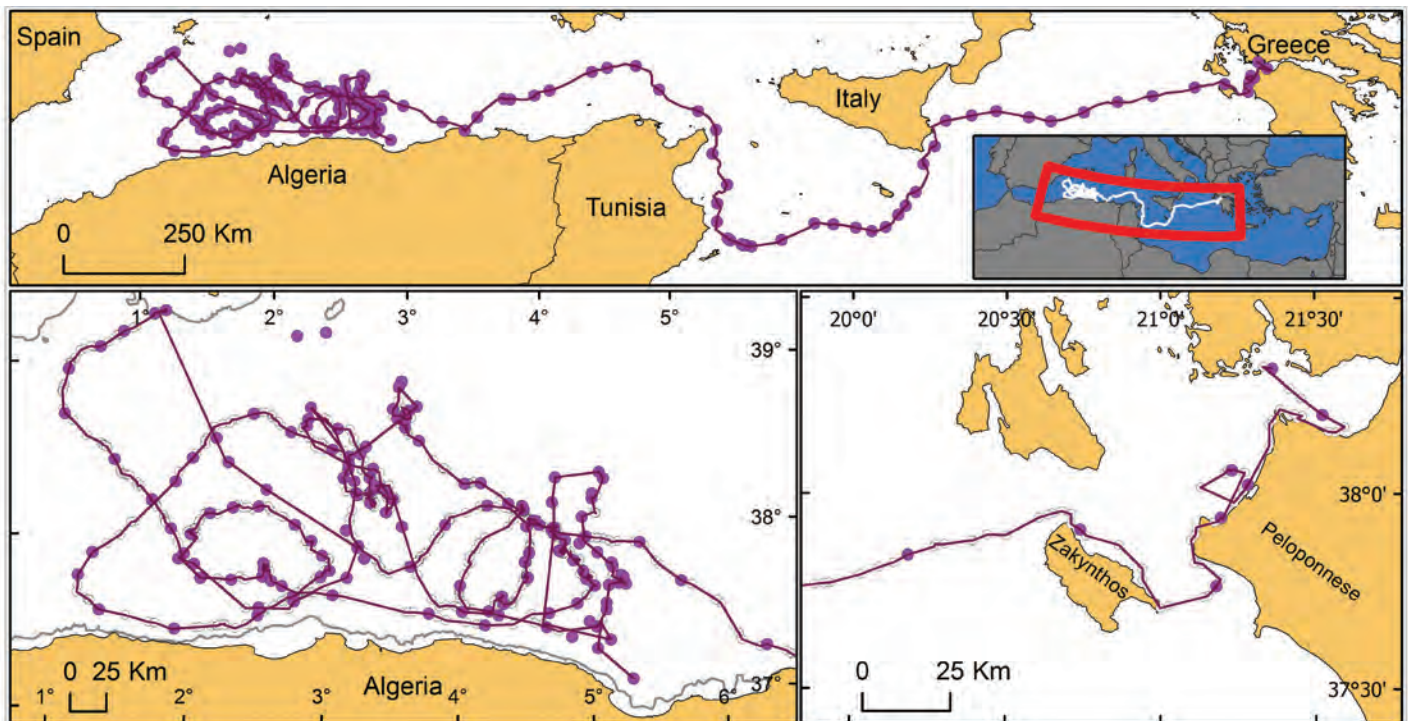 Spain
Greece
Italy
Algeria
Tunisia
0 250 Km
1° 2° 3° 4° 5°
39°
38°
37°
0 25 Km
Algeria
1° 2° 3° 4° 5° 6°
20°0' 20°30' 21°0' 21°30'
38°0'
Zakynthos
Peloponnese
37°30'
0 25 Km